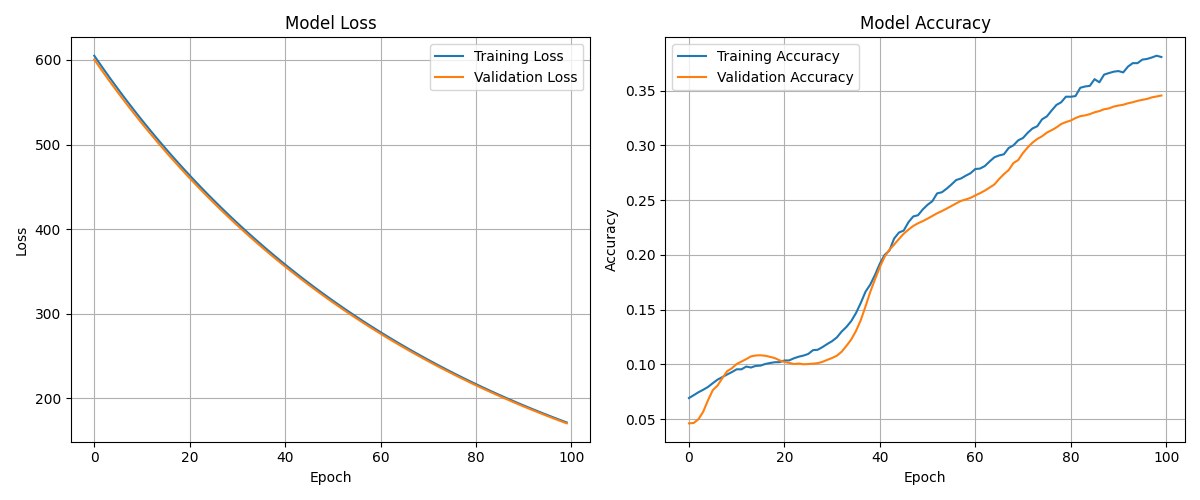 Model Loss
600
500
400
300
200
Loss
Training Loss
Validation Loss
0 20 40 60 80 100
Epoch
Model Accuracy
0.35
0.30
0.25
0.20
0.15
0.10
0.05
Accuracy
Training Accuracy
Validation Accuracy
0 20 40 60 80 100
Epoch